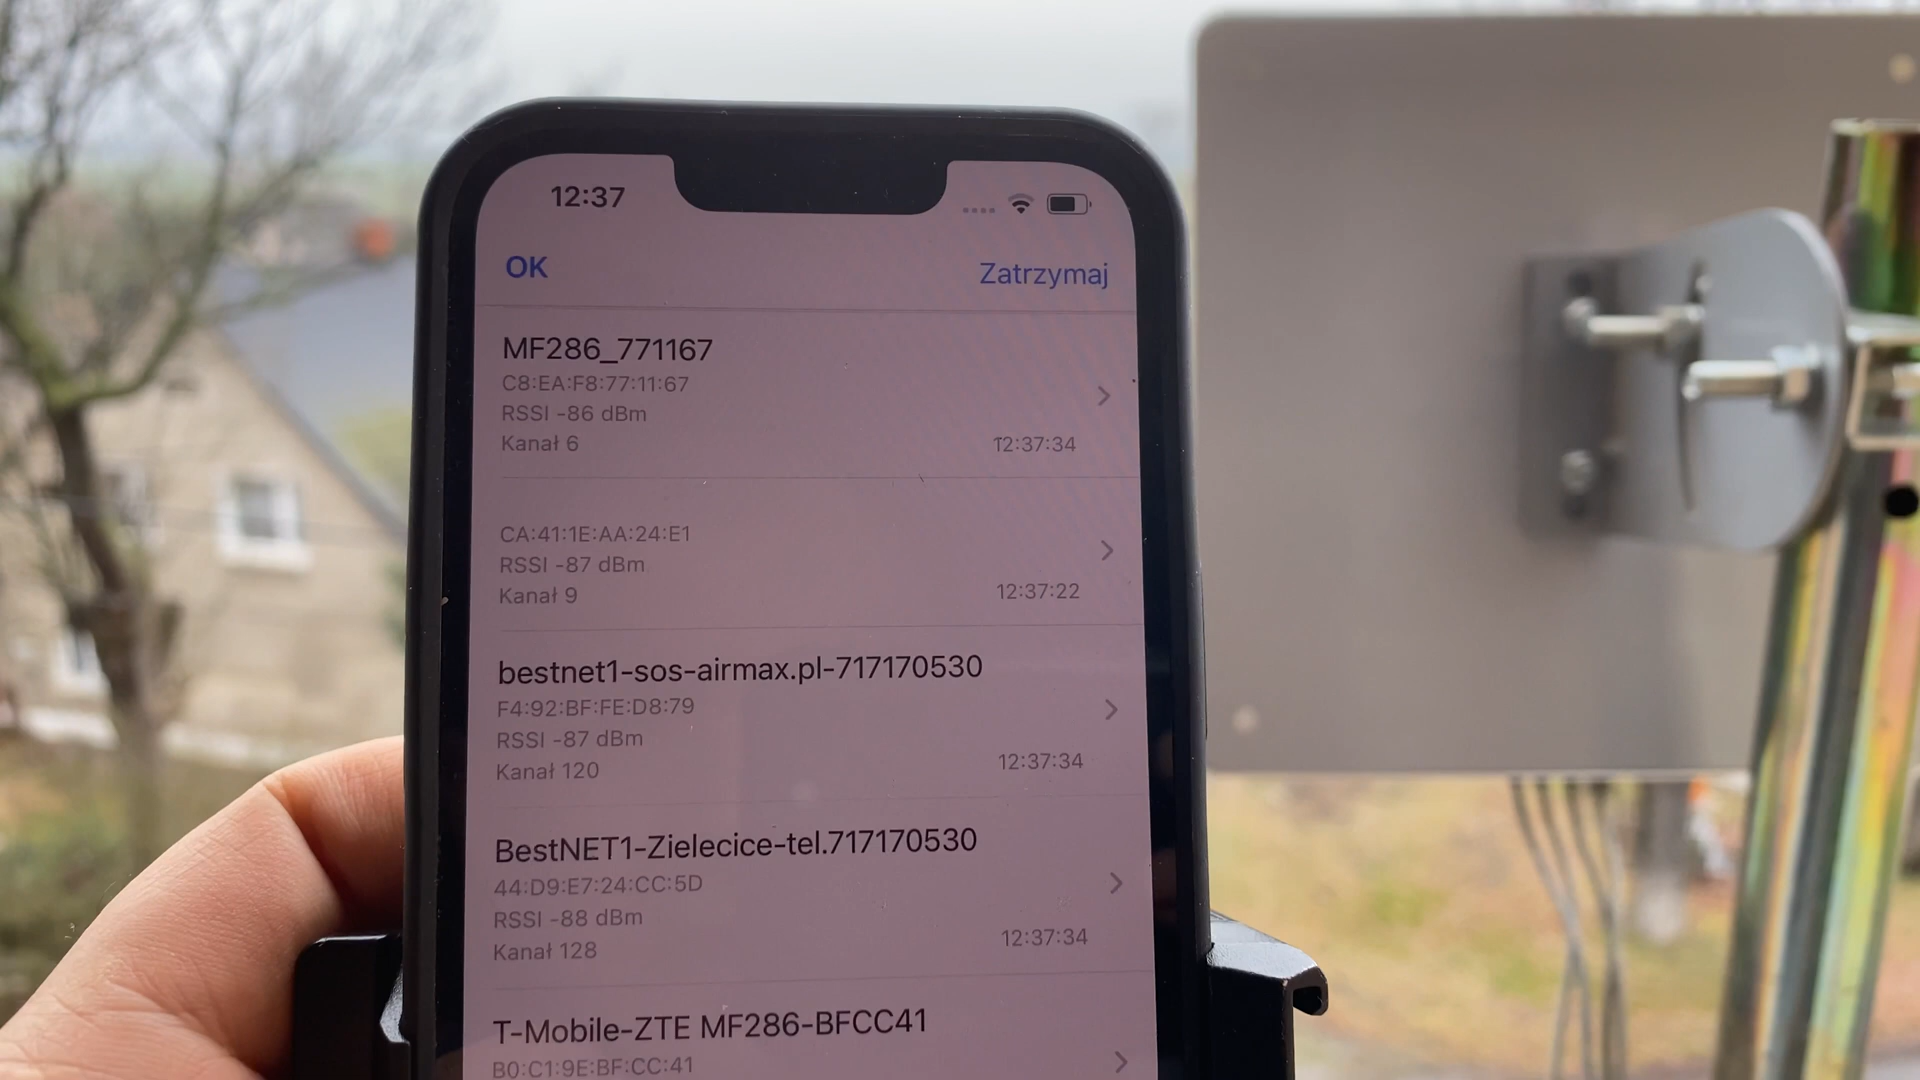 12:37
OK
Zatrzymaj
MF286_771167
C8:EA:F8:77:11:67
RSSI -86 dBm
Kanał 6
12:37:34
CA:41:1E:AA:24:E1
RSSI -87 dBm
Kanał 9
12:37:22
bestnet1-sos-airmax.pl-717170530
F4:92:BF:FE:D8:79
RSSI -87 dBm
Kanał 120
12:37:34
BestNET1-Zielecice-tel.717170530
44:D9:E7:24:CC:5D
RSSI -88 dBm
Kanał 128
12:37:34
T-Mobile-ZTE MF286-BFCC41
B0:C1:9E:BF:CC:41